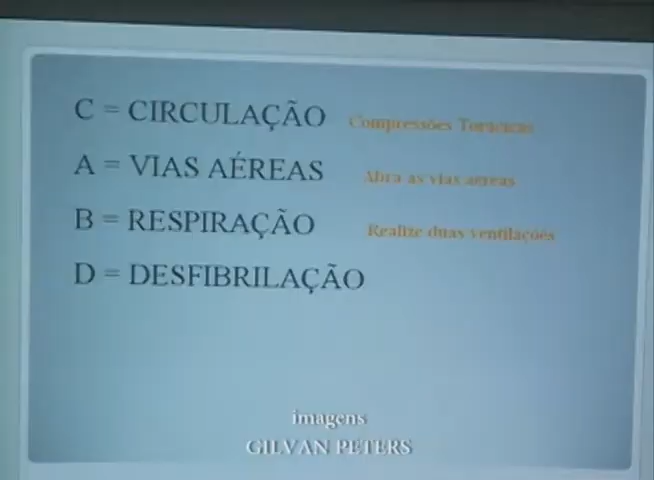 C = CIRCULAÇÃO Compressões Torácicas
A = VIAS AÉREAS Abra as vias aéreas
B = RESPIRAÇÃO Realize duas ventilações
D = DESFIBRILAÇÃO
imagens
GILVAN PETERS